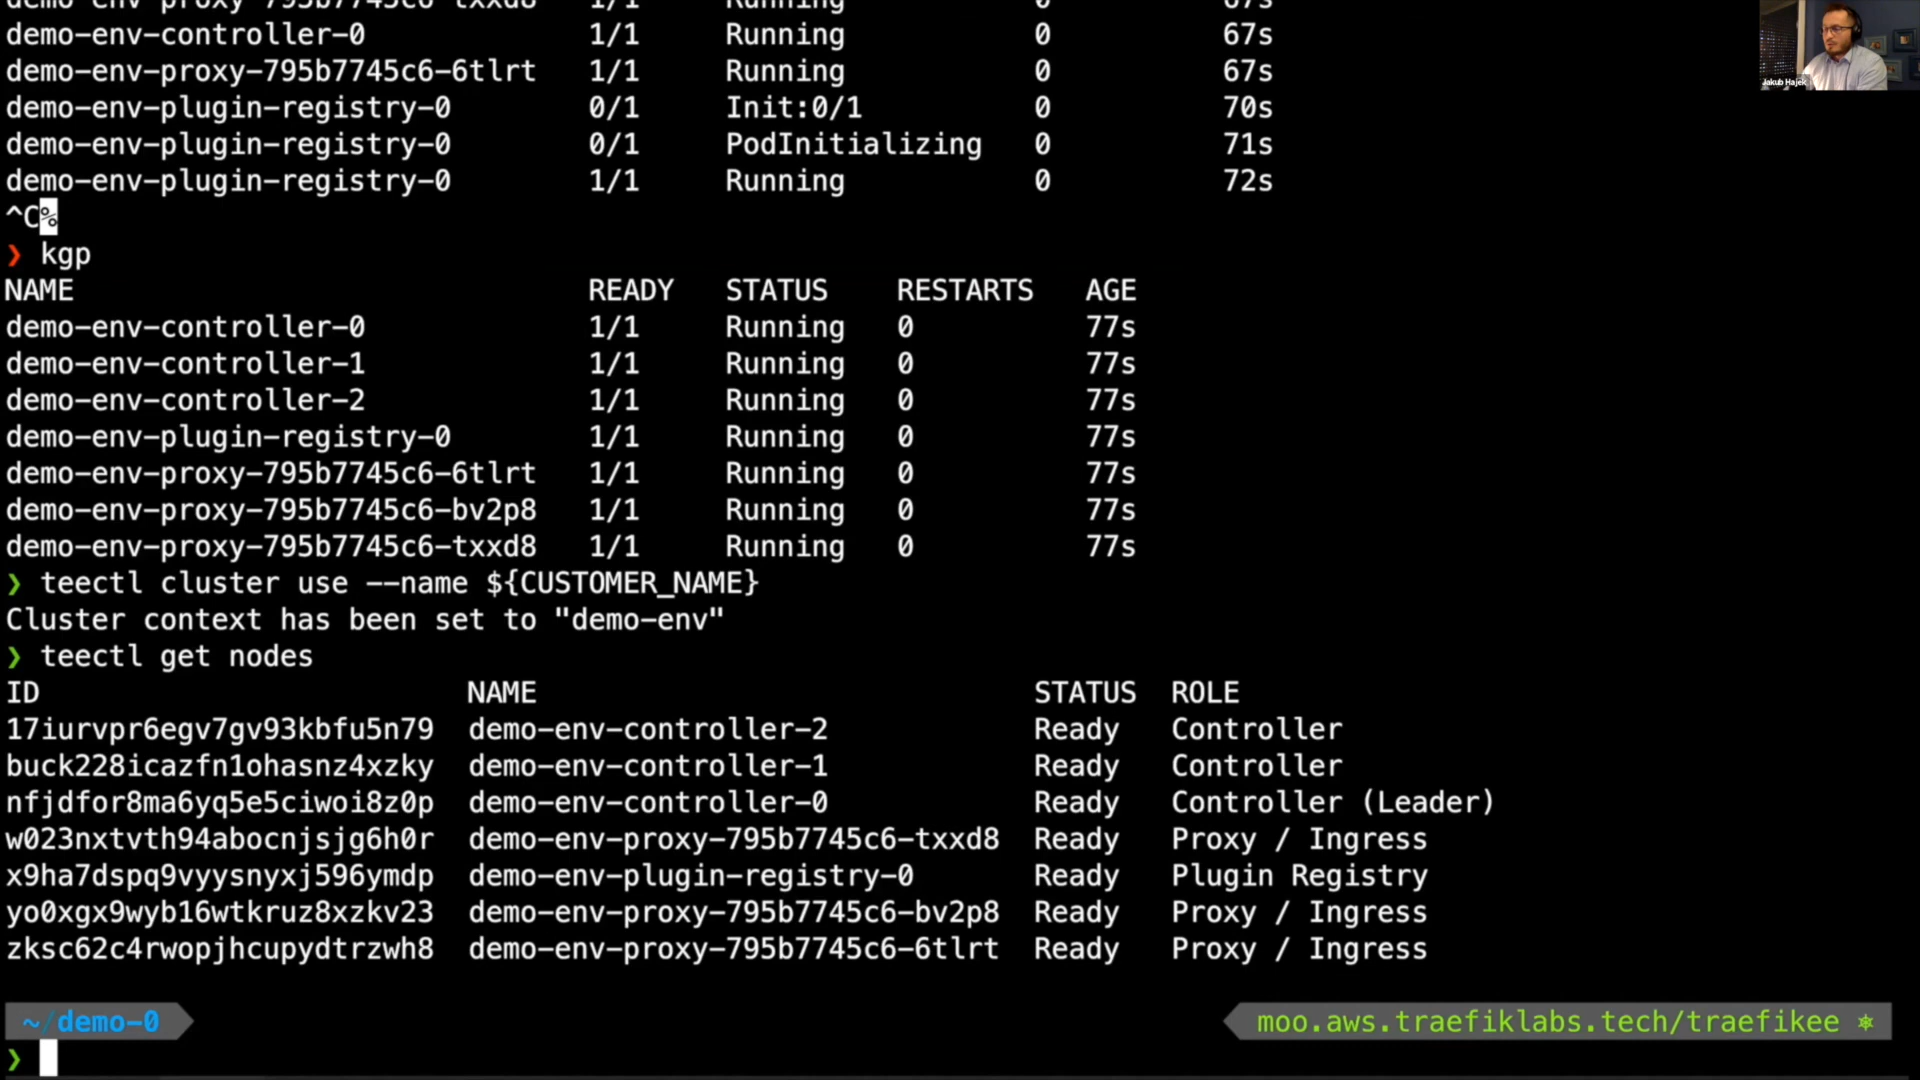 demo-env-proxy-795b7745c6-txxd8 1/1 Running 0 67s
demo-env-controller-0 1/1 Running 0 67s
demo-env-proxy-795b7745c6-6tlrt 1/1 Running 0 67s
demo-env-plugin-registry-0 0/1 Init:0/1 0 70s
demo-env-plugin-registry-0 0/1 PodInitializing 0 71s
demo-env-plugin-registry-0 1/1 Running 0 72s
^C%
❯ kgp
NAME READY STATUS RESTARTS AGE
demo-env-controller-0 1/1 Running 0 77s
demo-env-controller-1 1/1 Running 0 77s
demo-env-controller-2 1/1 Running 0 77s
demo-env-plugin-registry-0 1/1 Running 0 77s
demo-env-proxy-795b7745c6-6tlrt 1/1 Running 0 77s
demo-env-proxy-795b7745c6-bv2p8 1/1 Running 0 77s
demo-env-proxy-795b7745c6-txxd8 1/1 Running 0 77s
❯ teectl cluster use --name ${CUSTOMER_NAME}
Cluster context has been set to "demo-env"
❯ teectl get nodes
ID NAME STATUS ROLE
17iurvpr6egv7gv93kbfu5n79 demo-env-controller-2 Ready Controller
buck228icazfn1ohasnz4xzky demo-env-controller-1 Ready Controller
nfjdfor8ma6yq5e5ciwoi8z0p demo-env-controller-0 Ready Controller (Leader)
w023nxtvth94abocnjsjg6h0r demo-env-proxy-795b7745c6-txxd8 Ready Proxy / Ingress
x9ha7dspq9vyysnyxj596ymdp demo-env-plugin-registry-0 Ready Plugin Registry
yo0xgx9wyb16wtkruz8xzkv23 demo-env-proxy-795b7745c6-bv2p8 Ready Proxy / Ingress
zksc62c4rwopjhcupydtrzwh8 demo-env-proxy-795b7745c6-6tlrt Ready Proxy / Ingress
~/demo-0 moo.aws.traefiklabs.tech/traefikee ⎈
❯
Jakub Hajek